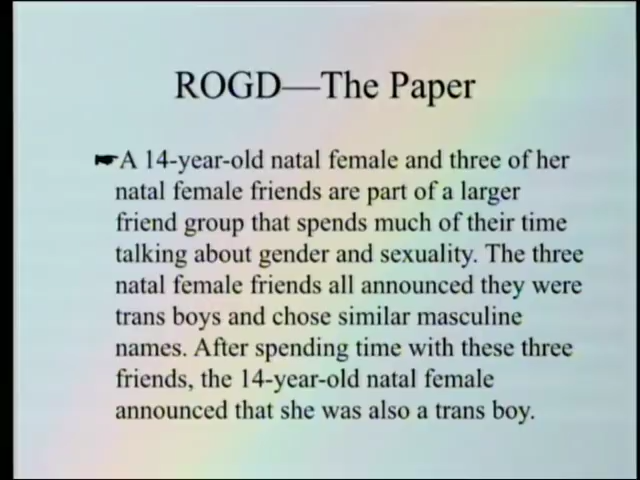 ROGD—The Paper
A 14-year-old natal female and three of her
natal female friends are part of a larger
friend group that spends much of their time
talking about gender and sexuality. The three
natal female friends all announced they were
trans boys and chose similar masculine
names. After spending time with these three
friends, the 14-year-old natal female
announced that she was also a trans boy.